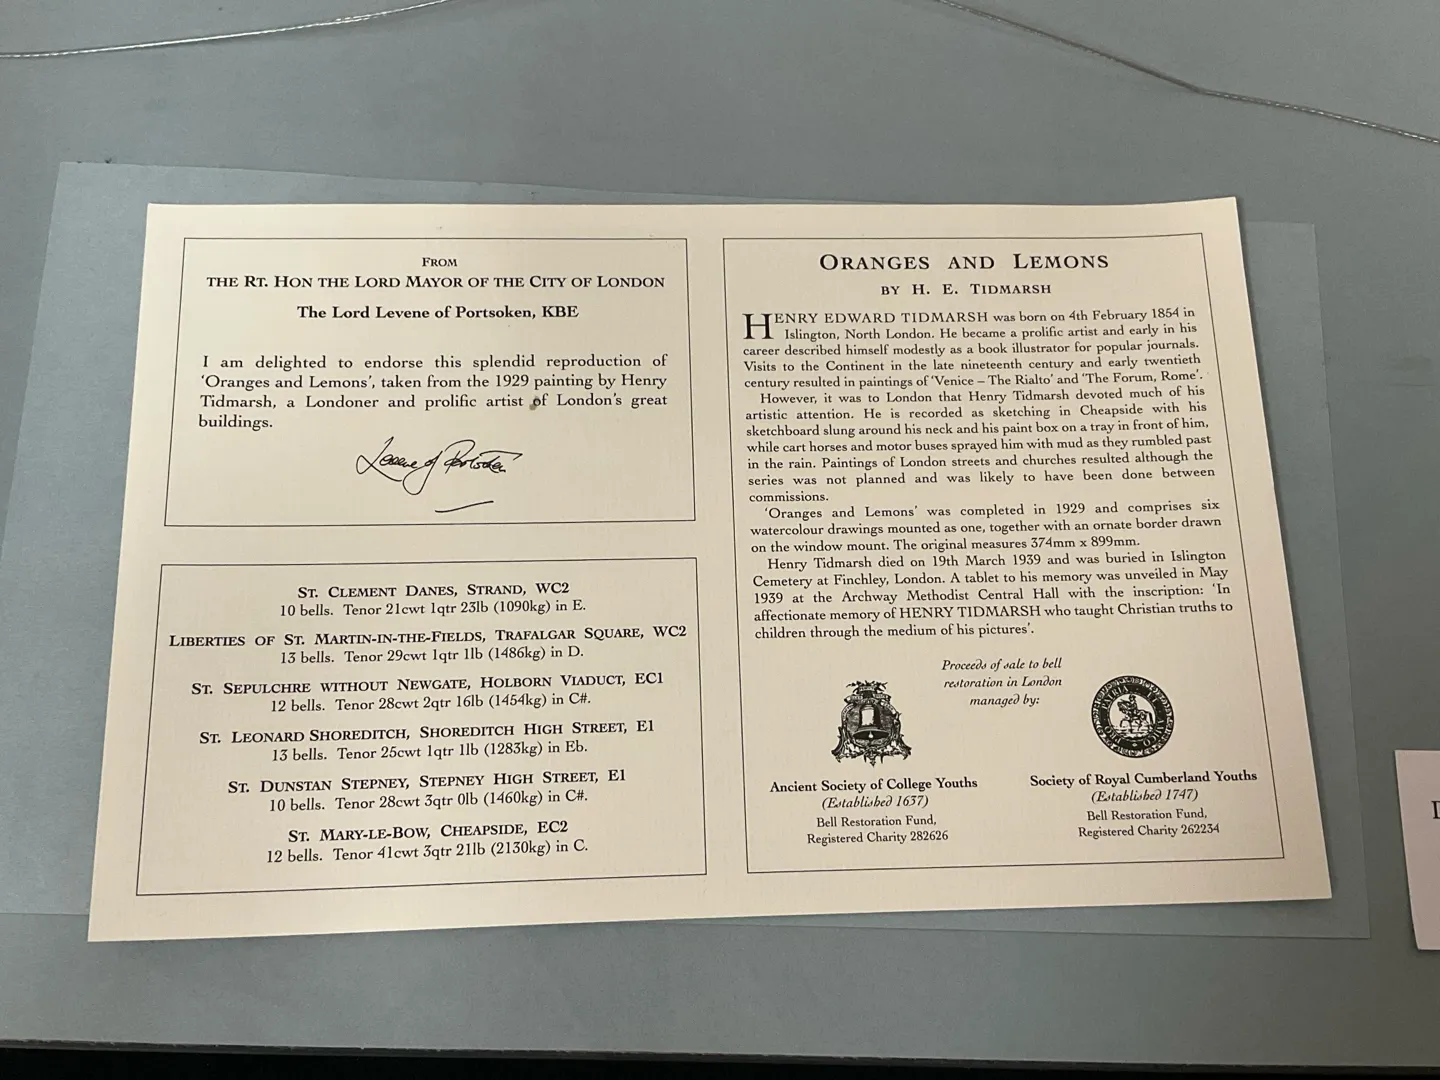 FROM
THE RT. HON THE LORD MAYOR OF THE CITY OF LONDON
The Lord Levene of Portsoken, KBE
I am delighted to endorse this splendid reproduction of
'Oranges and Lemons', taken from the 1929 painting by Henry
Tidmarsh, a Londoner and prolific artist of London's great
buildings.
Levene of Portsoken
ST. CLEMENT DANES, STRAND, WC2
10 bells. Tenor 21cwt 1qtr 23lb (1090kg) in E.
LIBERTIES OF ST. MARTIN-IN-THE-FIELDS, TRAFALGAR SQUARE, WC2
13 bells. Tenor 29cwt 1qtr 1lb (1486kg) in D.
ST. SEPULCHRE WITHOUT NEWGATE, HOLBORN VIADUCT, EC1
12 bells. Tenor 28cwt 2qtr 16lb (1454kg) in C#.
ST. LEONARD SHOREDITCH, SHOREDITCH HIGH STREET, E1
13 bells. Tenor 25cwt 1qtr 1lb (1283kg) in Eb.
ST. DUNSTAN STEPNEY, STEPNEY HIGH STREET, E1
10 bells. Tenor 28cwt 3qtr 0lb (1460kg) in C#.
ST. MARY-LE-BOW, CHEAPSIDE, EC2
12 bells. Tenor 41cwt 3qtr 21lb (2130kg) in C.
ORANGES AND LEMONS
BY H. E. TIDMARSH
HENRY EDWARD TIDMARSH was born on 4th February 1854 in
Islington, North London. He became a prolific artist and early in his
career described himself modestly as a book illustrator for popular journals.
Visits to the Continent in the late nineteenth century and early twentieth
century resulted in paintings of 'Venice – The Rialto' and 'The Forum, Rome'.
However, it was to London that Henry Tidmarsh devoted much of his
artistic attention. He is recorded as sketching in Cheapside with his
sketchboard slung around his neck and his paint box on a tray in front of him,
while cart horses and motor buses sprayed him with mud as they rumbled past
in the rain. Paintings of London streets and churches resulted although the
series was not planned and was likely to have been done between
commissions.
'Oranges and Lemons' was completed in 1929 and comprises six
watercolour drawings mounted as one, together with an ornate border drawn
on the window mount. The original measures 374mm x 899mm.
Henry Tidmarsh died on 19th March 1939 and was buried in Islington
Cemetery at Finchley, London. A tablet to his memory was unveiled in May
1939 at the Archway Methodist Central Hall with the inscription: 'In
affectionate memory of HENRY TIDMARSH who taught Christian truths to
children through the medium of his pictures'.
Proceeds of sale to bell
restoration in London
managed by:
Ancient Society of College Youths
(Established 1637)
Bell Restoration Fund,
Registered Charity 282626
Society of Royal Cumberland Youths
(Established 1747)
Bell Restoration Fund,
Registered Charity 262234